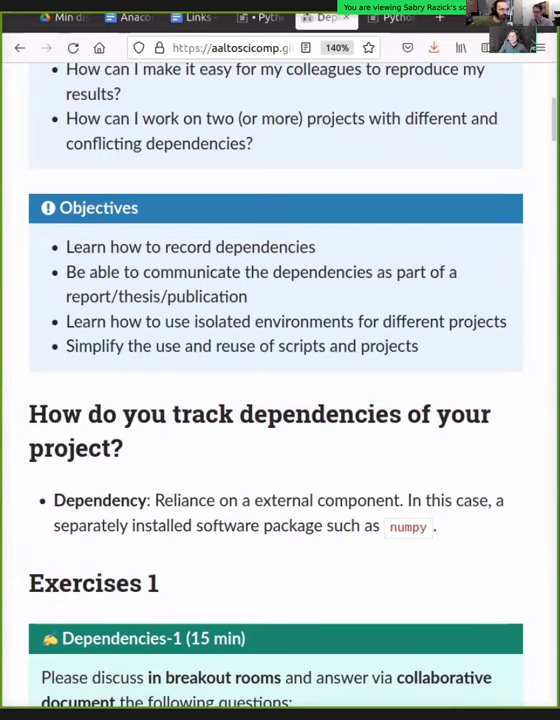 You are viewing Sabry Razick's sc
Min dis
Anaco
Links -
• Pyth
Dep
Pyth
https://aaltoscicomp.gi
140%
How can I make it easy for my colleagues to reproduce my
results?
How can I work on two (or more) projects with different and
conflicting dependencies?
Objectives
Learn how to record dependencies
Be able to communicate the dependencies as part of a
report/thesis/publication
Learn how to use isolated environments for different projects
Simplify the use and reuse of scripts and projects
How do you track dependencies of your
project?
Dependency: Reliance on a external component. In this case, a
separately installed software package such as numpy.
Exercises 1
✍️ Dependencies-1 (15 min)
Please discuss in breakout rooms and answer via collaborative
document the following questions: